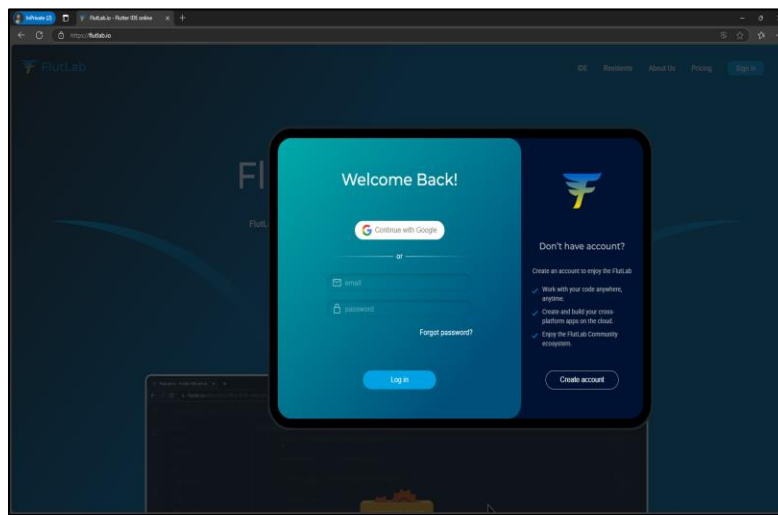 InPrivate (2)
FlutLab.io - Flutter IDE online
https://flutlab.io
FlutLab
IDE
Residents
About Us
Pricing
Sign In
Fl
FlutL
Welcome Back!
Continue with Google
or
email
password
Forgot password?
Log in
Don't have account?
Create an account to enjoy the FlutLab
Work with your code anywhere,
anytime.
Create and build your cross-
platform apps on the cloud.
Enjoy the FlutLab Community
ecosystem.
Create account